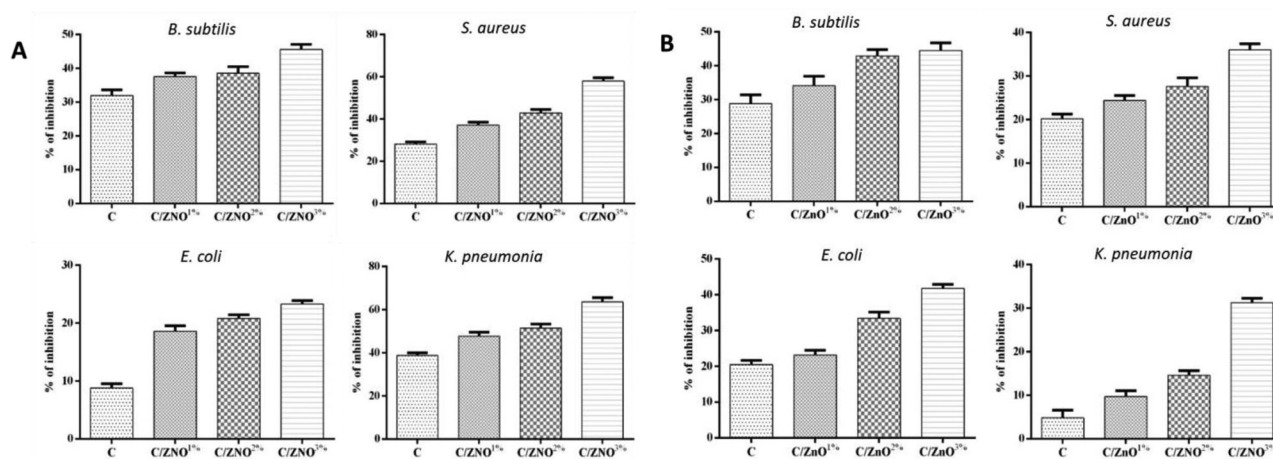 A
B. subtilis
% of inhibition
50
40
30
20
10
0
C C/ZNO1% C/ZNO2% C/ZNO3%
S. aureus
% of inhibition
80
60
40
20
0
C C/ZNO1% C/ZNO2% C/ZNO3%
E. coli
% of inhibition
30
20
10
0
C C/ZNO1% C/ZNO2% C/ZNO3%
K. pneumonia
% of inhibition
80
60
40
20
0
C C/ZNO1% C/ZNO2% C/ZNO3%
B
B. subtilis
% of inhibition
50
40
30
20
10
0
C C/ZnO1% C/ZnO2% C/ZnO3%
S. aureus
% of inhibition
40
30
20
10
0
C C/ZnO1% C/ZnO2% C/ZnO3%
E. coli
% of inhibition
50
40
30
20
10
0
C C/ZnO1% C/ZnO2% C/ZnO3%
K. pneumonia
% of inhibition
40
30
20
10
0
C C/ZnO1% C/ZnO2% C/ZnO3%